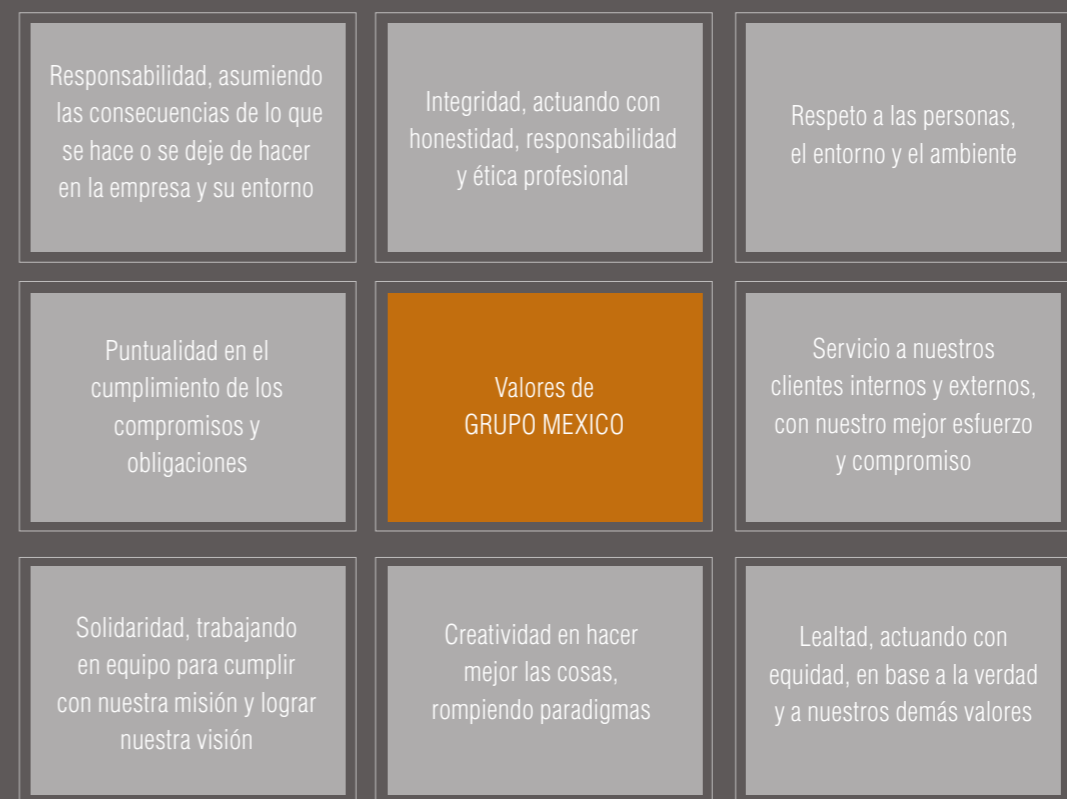 Responsabilidad, asumiendo
las consecuencias de lo que
se hace o se deje de hacer
en la empresa y su entorno
Integridad, actuando con
honestidad, responsabilidad
y ética profesional
Respeto a las personas,
el entorno y el ambiente
Puntualidad en el
cumplimiento de los
compromisos y
obligaciones
Valores de
GRUPO MEXICO
Servicio a nuestros
clientes internos y externos,
con nuestro mejor esfuerzo
y compromiso
Solidaridad, trabajando
en equipo para cumplir
con nuestra misión y lograr
nuestra visión
Creatividad en hacer
mejor las cosas,
rompiendo paradigmas
Lealtad, actuando con
equidad, en base a la verdad
y a nuestros demás valores